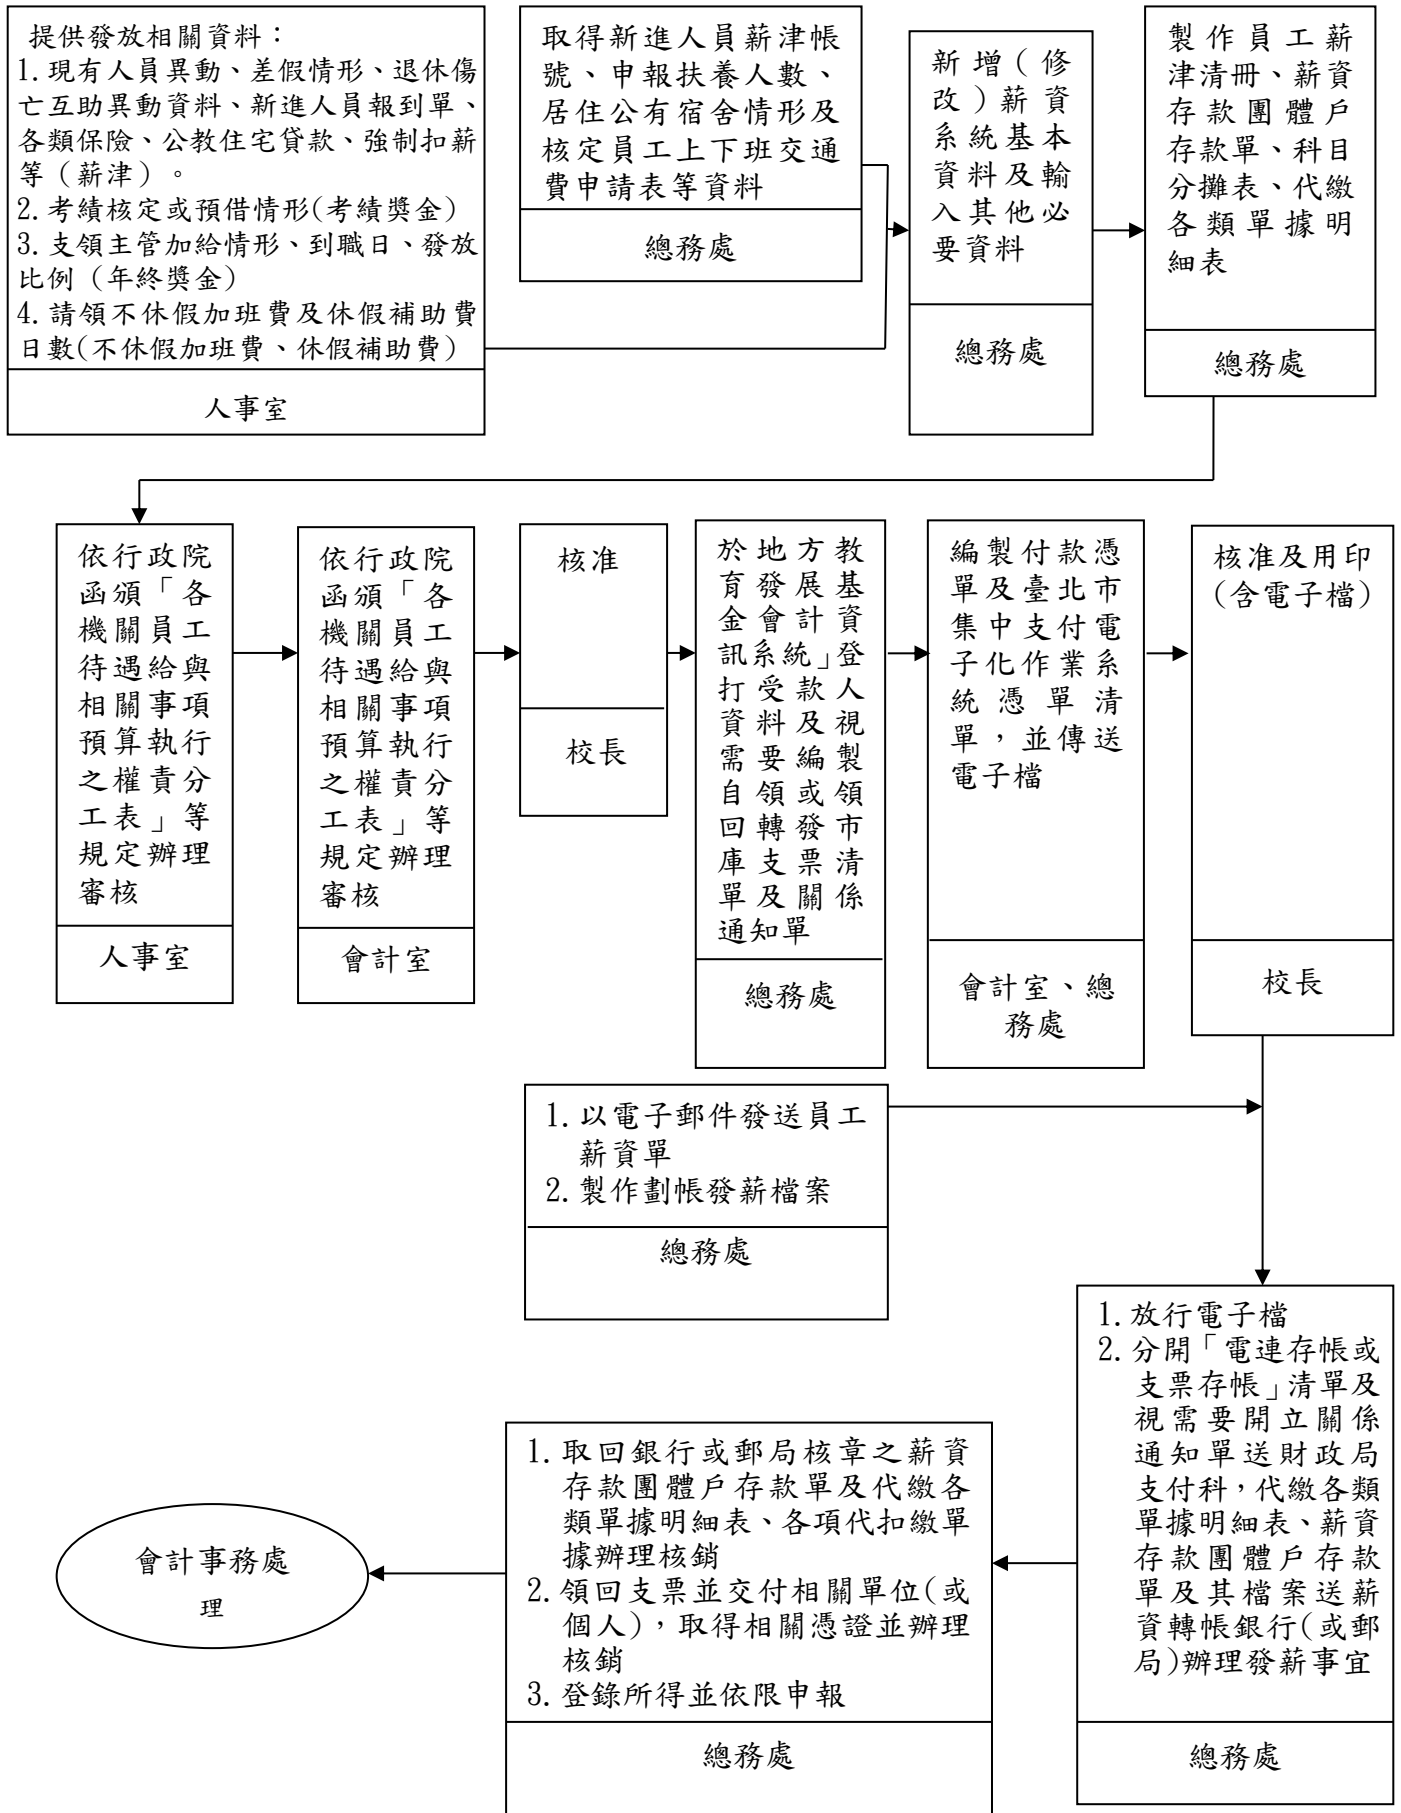 提供發放相關資料：
1.現有人員異動、差假情形、退休傷
亡互助異動資料、新進人員報到單、
各類保險、公教住宅貸款、強制扣薪
等（薪津）。
2.考績核定或預借情形(考績獎金)
3.支領主管加給情形、到職日、發放
比例（年終獎金)
4.請領不休假加班費及休假補助費
日數(不休假加班費、休假補助費)
人事室
取得新進人員薪津帳
號、申報扶養人數、
居住公有宿舍情形及
核定員工上下班交通
費申請表等資料
總務處
新增（修
改）薪資
系統基本
資料及輸
入其他必
要資料
總務處
製作員工薪
津清冊、薪資
存款團體戶
存款單、科目
分攤表、代繳
各類單據明
細表
總務處
依行政院
函頒「各
機關員工
待遇給與
相關事項
預算執行
之權責分
工表」等
規定辦理
審核
人事室
依行政院
函頒「各
機關員工
待遇給與
相關事項
預算執行
之權責分
工表」等
規定辦理
審核
會計室
核准
校長
於地方教
育發展基
金會計資
訊系統」登
打受款人
資料及視
需要編製
自領或領
回轉發市
庫支票清
單及關係
通知單
總務處
編製付款憑
單及臺北市
集中支付電
子化作業系
統憑單清
單，並傳送
電子檔
會計室、總
務處
核准及用印
(含電子檔)
校長
1.以電子郵件發送員工
薪資單
2.製作劃帳發薪檔案
總務處
1.放行電子檔
2.分開「電連存帳或
支票存帳」清單及
視需要開立關係
通知單送財政局
支付科，代繳各類
單據明細表、薪資
存款團體戶存款
單及其檔案送薪
資轉帳銀行(或郵
局)辦理發薪事宜
總務處
1.取回銀行或郵局核章之薪資
存款團體戶存款單及代繳各
類單據明細表、各項代扣繳單
據辦理核銷
2.領回支票並交付相關單位(或
個人)，取得相關憑證並辦理
核銷
3.登錄所得並依限申報
總務處
會計事務處
理